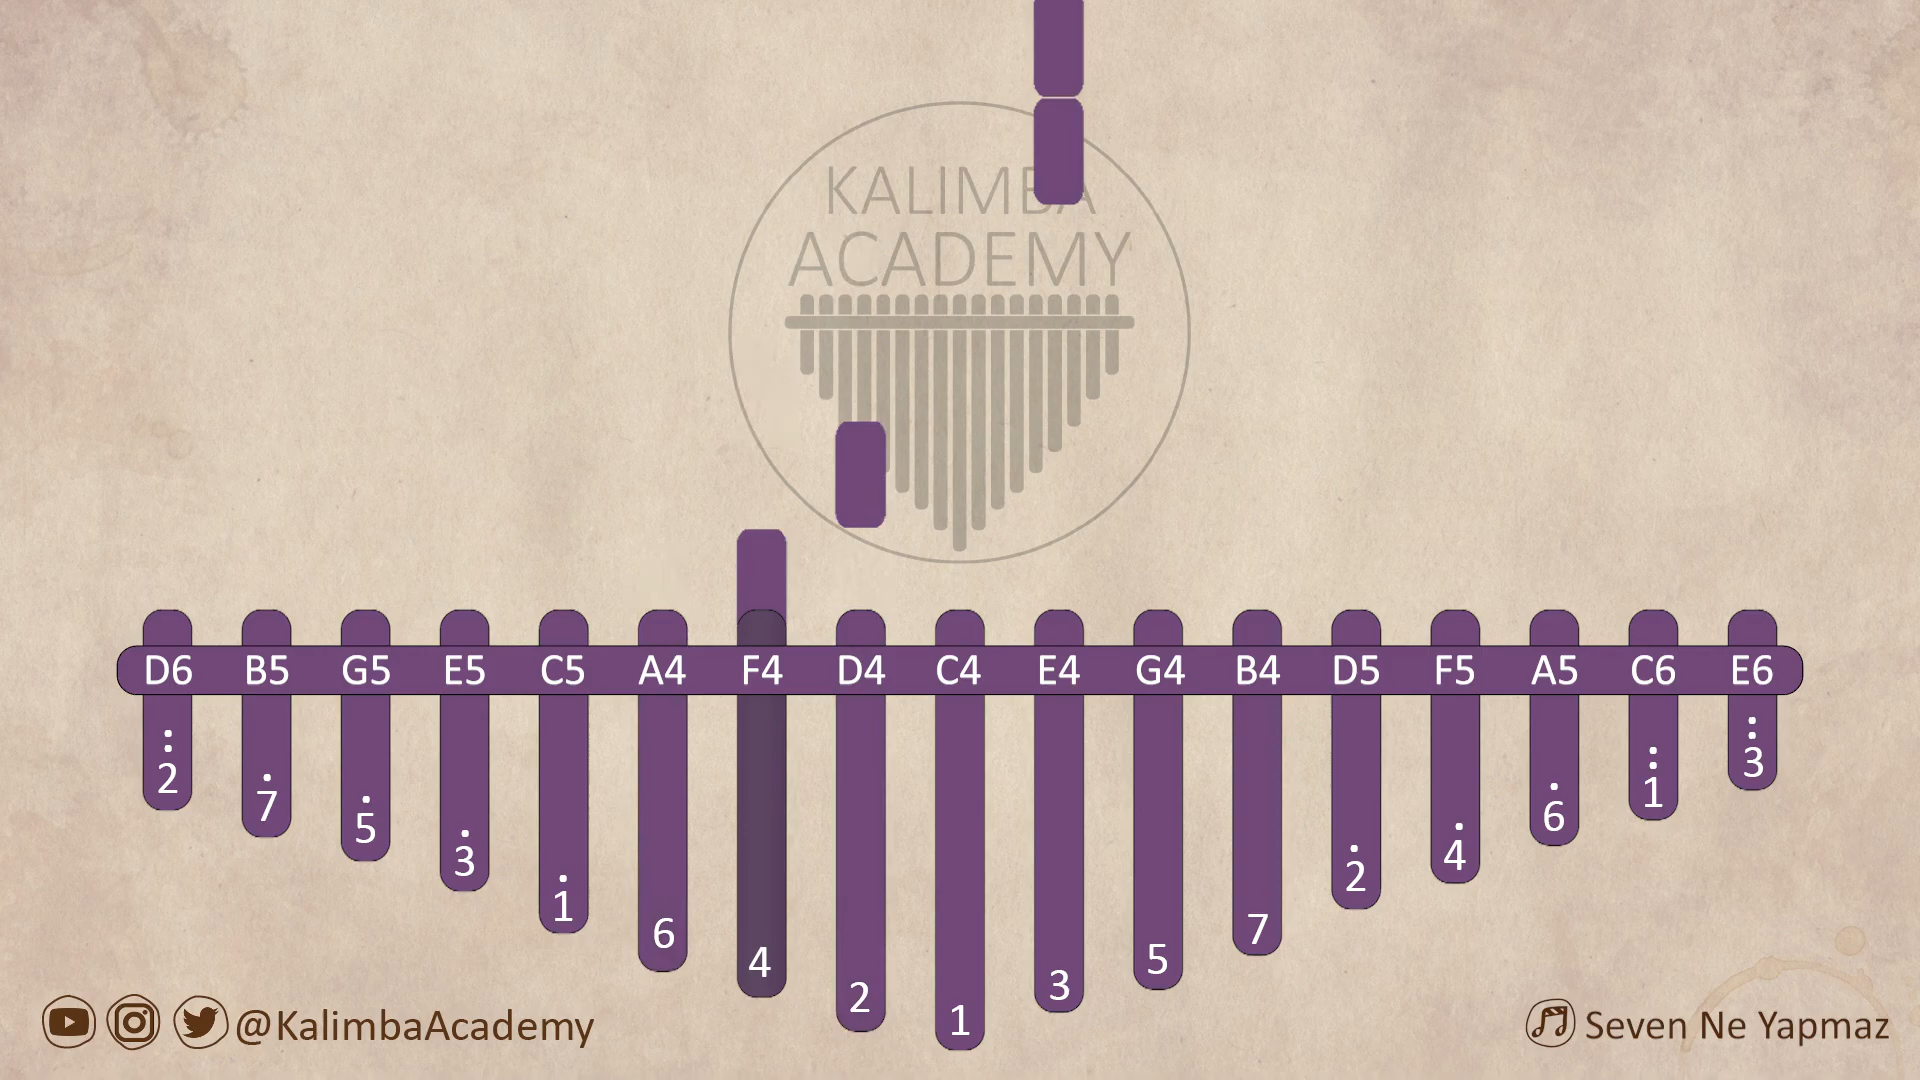 KALIMBA
ACADEMY
D6 B5 G5 E5 C5 A4 F4 D4 C4 E4 G4 B4 D5 F5 A5 C6 E6
2 7 5 3 1 6 4 2 1 3 5 7 2 4 6 1 3
@KalimbaAcademy
Seven Ne Yapmaz